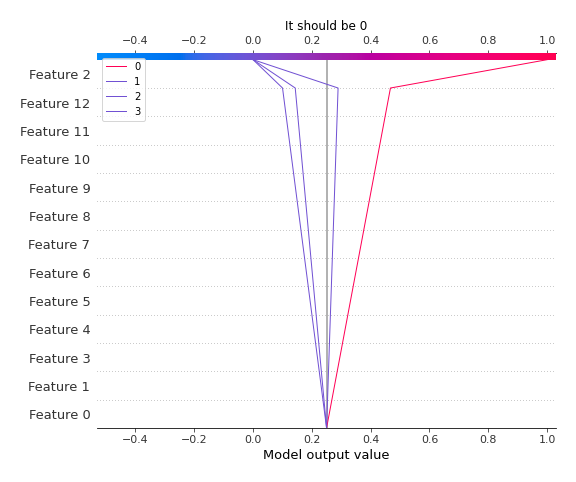 It should be 0
−0.4 −0.2 0.0 0.2 0.4 0.6 0.8 1.0
0
1
2
3
Feature 2
Feature 12
Feature 11
Feature 10
Feature 9
Feature 8
Feature 7
Feature 6
Feature 5
Feature 4
Feature 3
Feature 1
Feature 0
−0.4 −0.2 0.0 0.2 0.4 0.6 0.8 1.0
Model output value